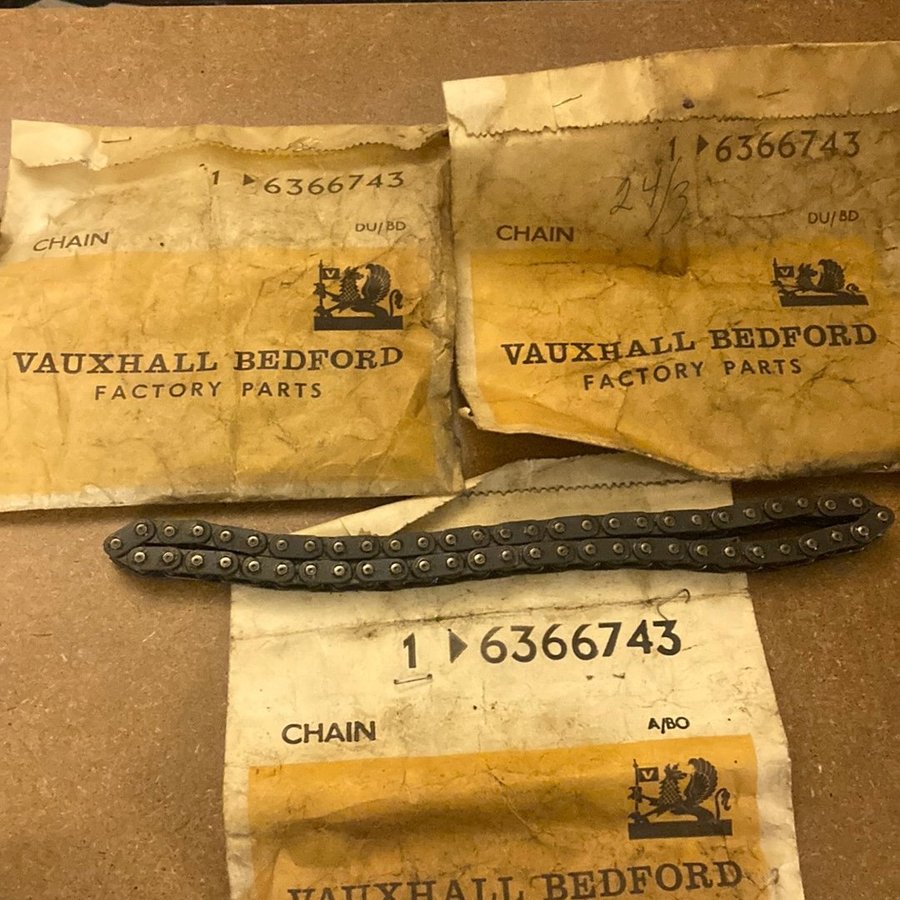 1 ▶6366743
DU/BD
CHAIN
V
VAUXHALL BEDFORD
FACTORY PARTS
1 ▶6366743
24/3
DU/BD
CHAIN
V
VAUXHALL BEDFORD
FACTORY PARTS
1 ▶6366743
CHAIN A/BO
V
VAUXHALL BEDFORD